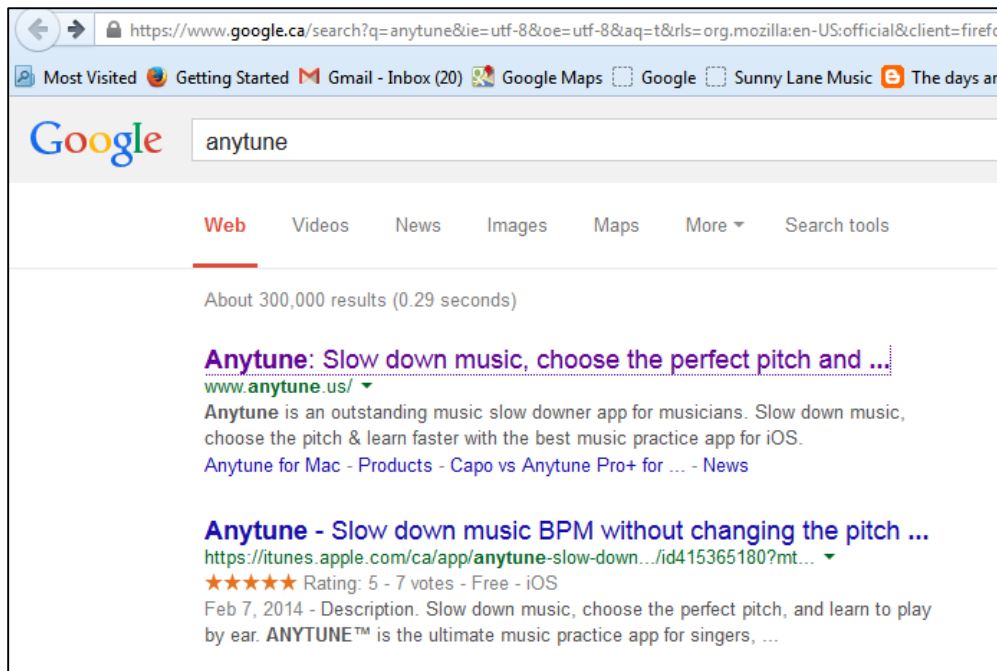 https://www.google.ca/search?q=anytune&ie=utf-8&oe=utf-8&aq=t&rls=org.mozilla:en-US:official&client=firefo
Most Visited Getting Started Gmail - Inbox (20) Google Maps Google Sunny Lane Music The days ar
Google anytune
Web Videos News Images Maps More Search tools
About 300,000 results (0.29 seconds)
Anytune: Slow down music, choose the perfect pitch and ...
www.anytune.us/
Anytune is an outstanding music slow downer app for musicians. Slow down music,
choose the pitch & learn faster with the best music practice app for iOS.
Anytune for Mac - Products - Capo vs Anytune Pro+ for ... - News
Anytune - Slow down music BPM without changing the pitch ...
https://itunes.apple.com/ca/app/anytune-slow-down.../id415365180?mt...
★★★★★ Rating: 5 - 7 votes - Free - iOS
Feb 7, 2014 - Description. Slow down music, choose the perfect pitch, and learn to play
by ear. ANYTUNE™ is the ultimate music practice app for singers, ...